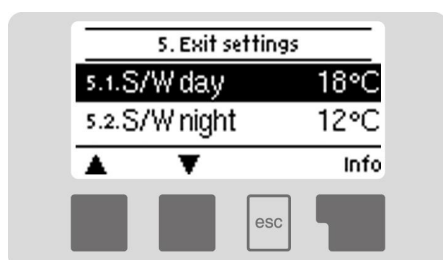 5. Exit settings
5.1.S/W day 18°C
5.2.S/W night 12°C
▲ ▼ Info
esc